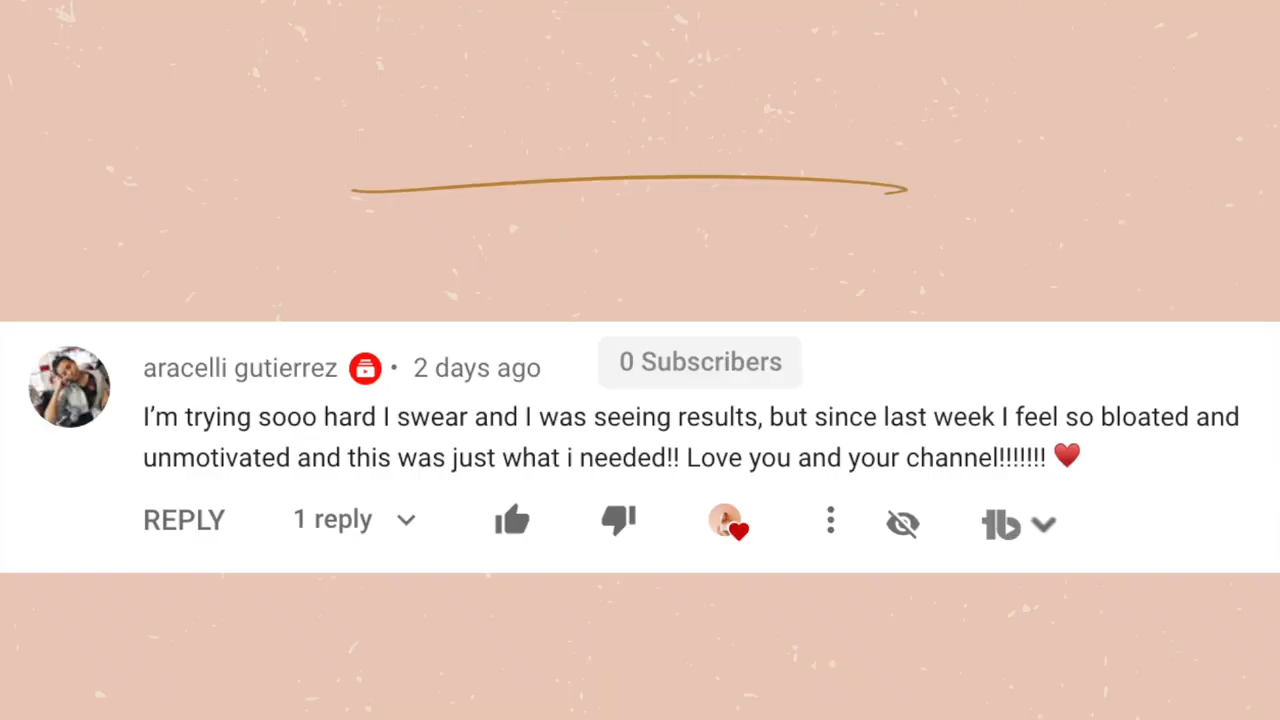 aracelli gutierrez • 2 days ago 0 Subscribers
I’m trying sooo hard I swear and I was seeing results, but since last week I feel so bloated and
unmotivated and this was just what i needed!! Love you and your channel!!!!!!! ♥️
REPLY 1 reply